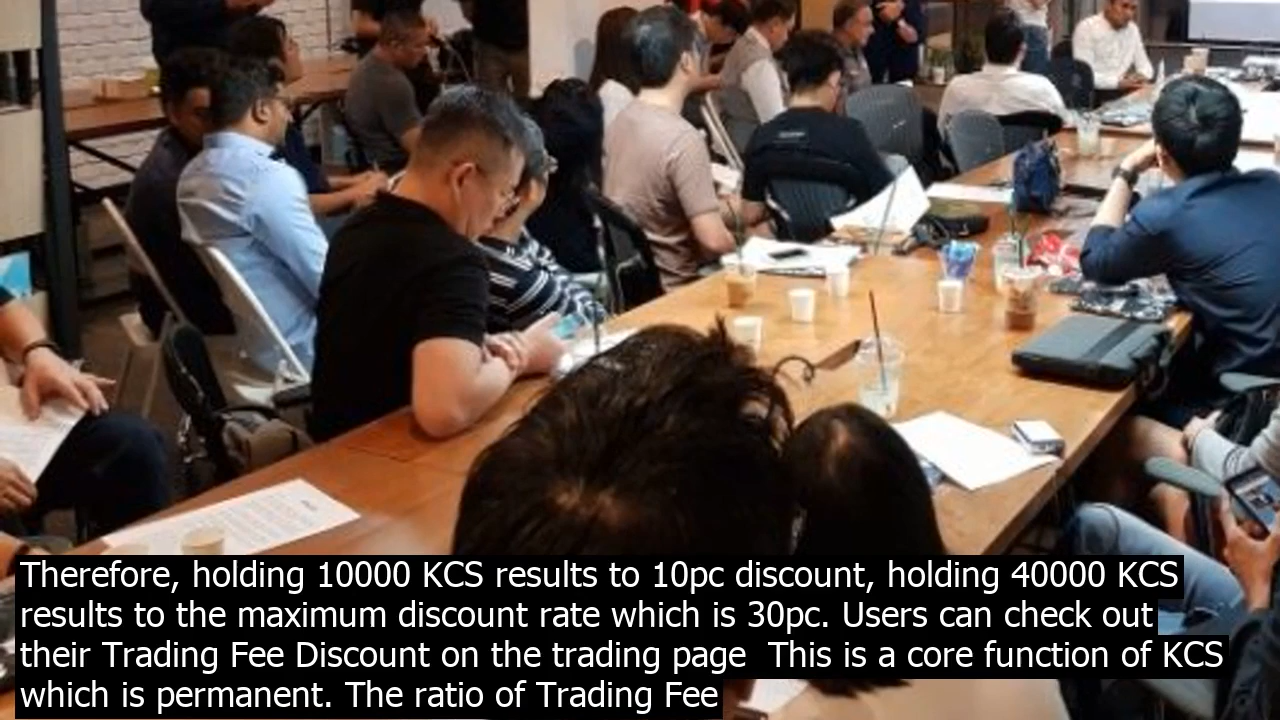 Therefore, holding 10000 KCS results to 10pc discount, holding 40000 KCS
results to the maximum discount rate which is 30pc. Users can check out
their Trading Fee Discount on the trading page  This is a core function of KCS
which is permanent. The ratio of Trading Fee